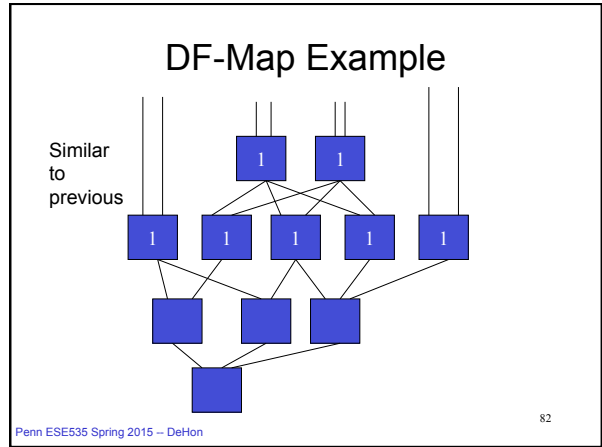 DF-Map Example
Similar
to
previous
1 1
1 1 1 1 1
82
Penn ESE535 Spring 2015 -- DeHon